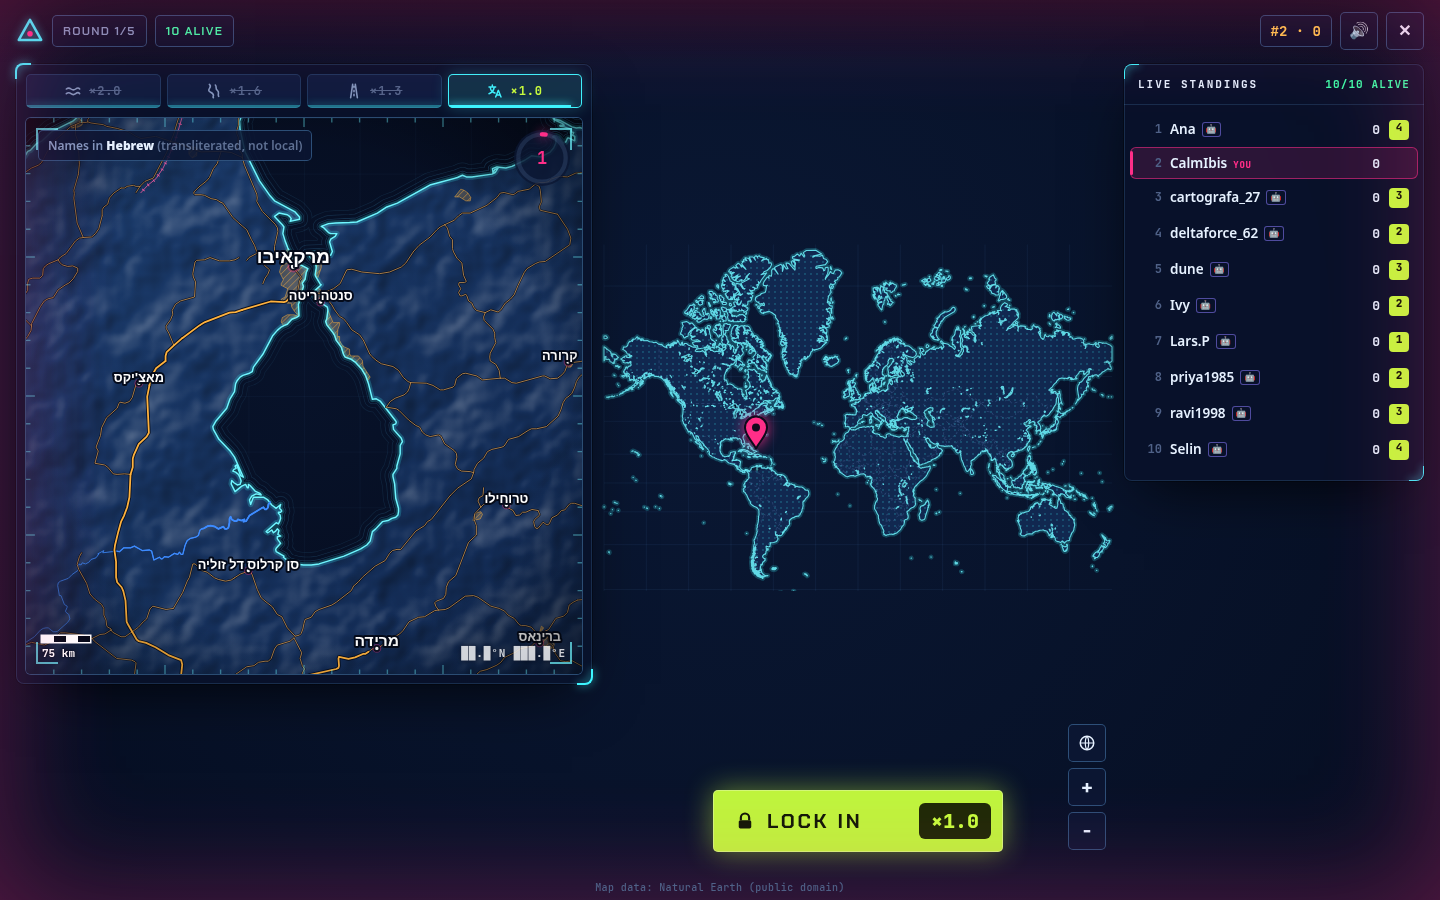 ROUND 1/5
10 ALIVE
#2 · 0
×2.0
×1.6
×1.3
×1.0
Names in Hebrew (transliterated, not local)
1
מרקאיבו
סנטה ריטה
קרורה
מאצ'יקס
טרוחילו
סן קרלוס דל זוליה
מרידה
ברינאס
75 km
██.█°N ███.█°E
LIVE STANDINGS
10/10 ALIVE
1 Ana 0 4
2 CalmIbis YOU 0
3 cartografa_27 0 3
4 deltaforce_62 0 2
5 dune 0 3
6 Ivy 0 2
7 Lars.P 0 1
8 priya1985 0 2
9 ravi1998 0 3
10 Selin 0 4
+
-
LOCK IN ×1.0
Map data: Natural Earth (public domain)